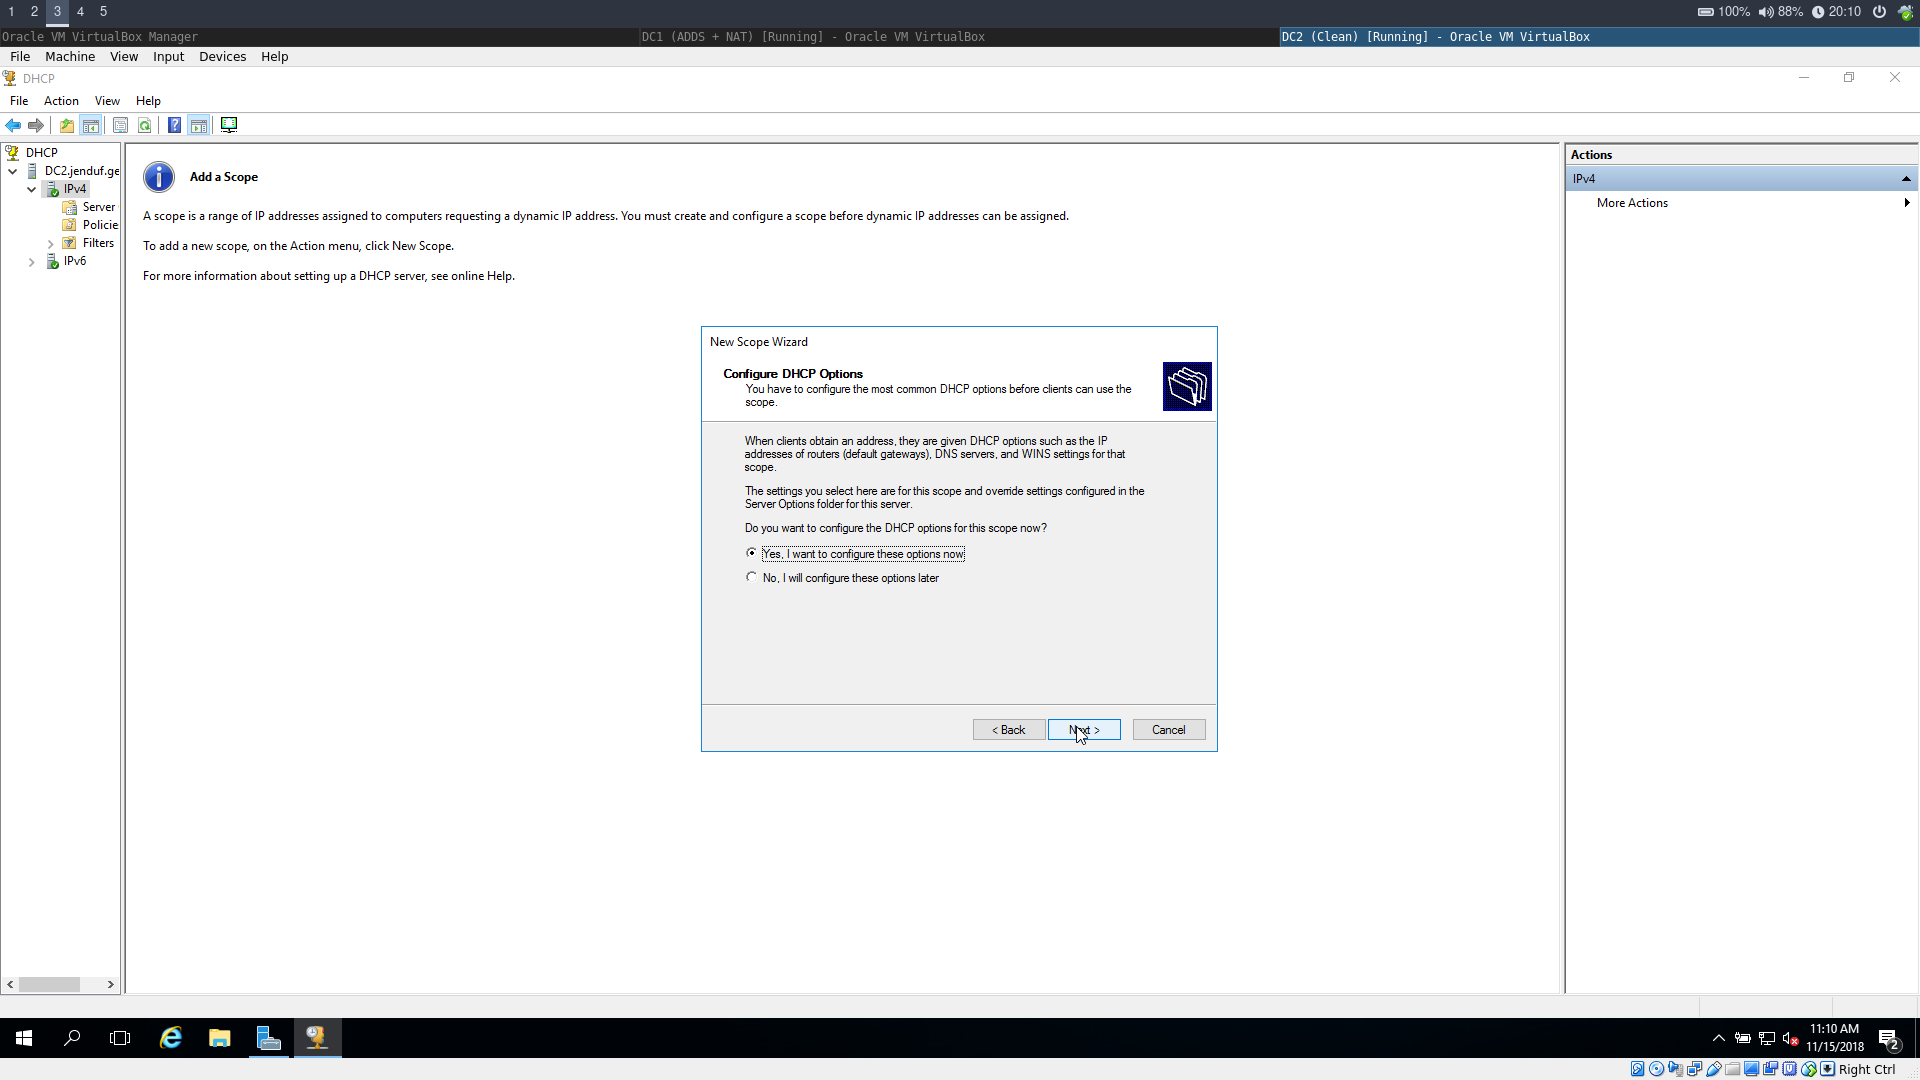 1 2 3 4 5
100% 88% 20:10
Oracle VM VirtualBox Manager
DC1 (ADDS + NAT) [Running] - Oracle VM VirtualBox
DC2 (Clean) [Running] - Oracle VM VirtualBox
File Machine View Input Devices Help
DHCP
File Action View Help
DHCP
DC2.jenduf.ge
IPv4
Server
Policie
Filters
IPv6
Add a Scope
A scope is a range of IP addresses assigned to computers requesting a dynamic IP address. You must create and configure a scope before dynamic IP addresses can be assigned.
To add a new scope, on the Action menu, click New Scope.
For more information about setting up a DHCP server, see online Help.
New Scope Wizard
Configure DHCP Options
You have to configure the most common DHCP options before clients can use the
scope.
When clients obtain an address, they are given DHCP options such as the IP
addresses of routers (default gateways), DNS servers, and WINS settings for that
scope.
The settings you select here are for this scope and override settings configured in the
Server Options folder for this server.
Do you want to configure the DHCP options for this scope now?
Yes, I want to configure these options now
No, I will configure these options later
< Back
Next >
Cancel
Actions
IPv4
More Actions
11:10 AM
11/15/2018
2
Right Ctrl